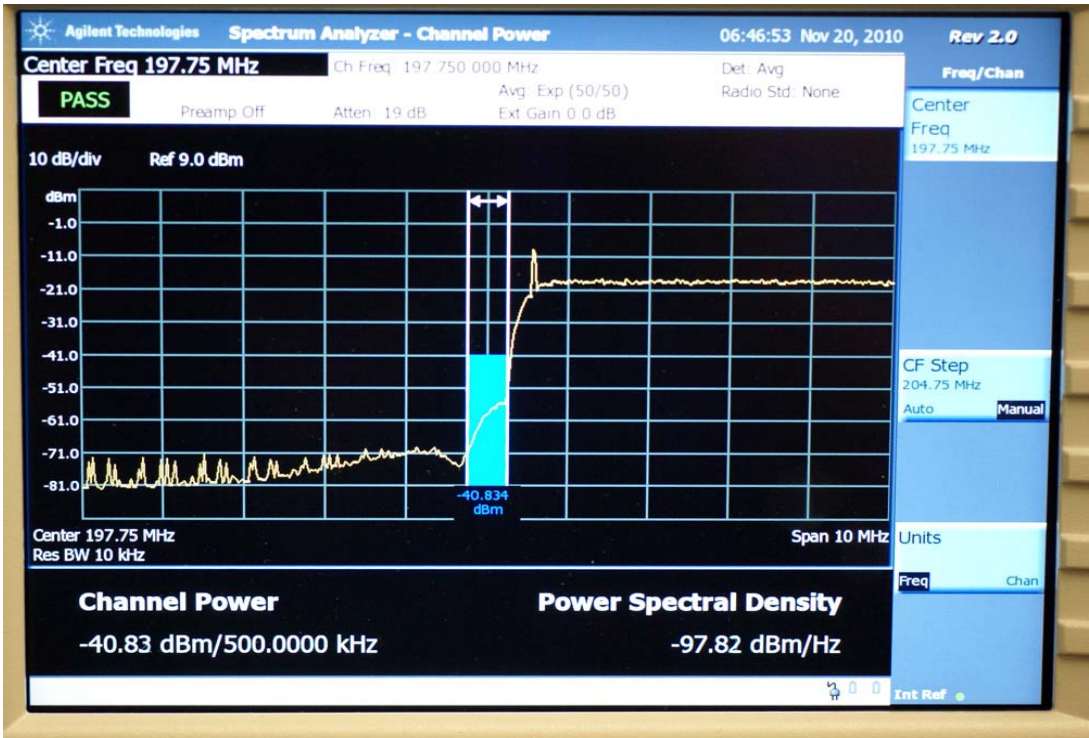 Agilent Technologies Spectrum Analyzer - Channel Power 06:46:53 Nov 20, 2010 Rev 2.0
Center Freq 197.75 MHz Ch Freq: 197 750 000 MHz Det: Avg Freq/Chan
PASS Avg: Exp (50/50) Radio Std: None
Preamp Off Atten: 19 dB Ext Gain 0.0 dB
Center
Freq
197.75 MHz
10 dB/div Ref 9.0 dBm
dBm
-1.0
-11.0
-21.0
-31.0
-41.0
-51.0
-61.0
-71.0
-81.0
-40.834
dBm
CF Step
204.75 MHz
Auto Manual
Center 197.75 MHz Span 10 MHz
Res BW 10 kHz
Units
Freq Chan
Channel Power Power Spectral Density
-40.83 dBm/500.0000 kHz -97.82 dBm/Hz
Int Ref